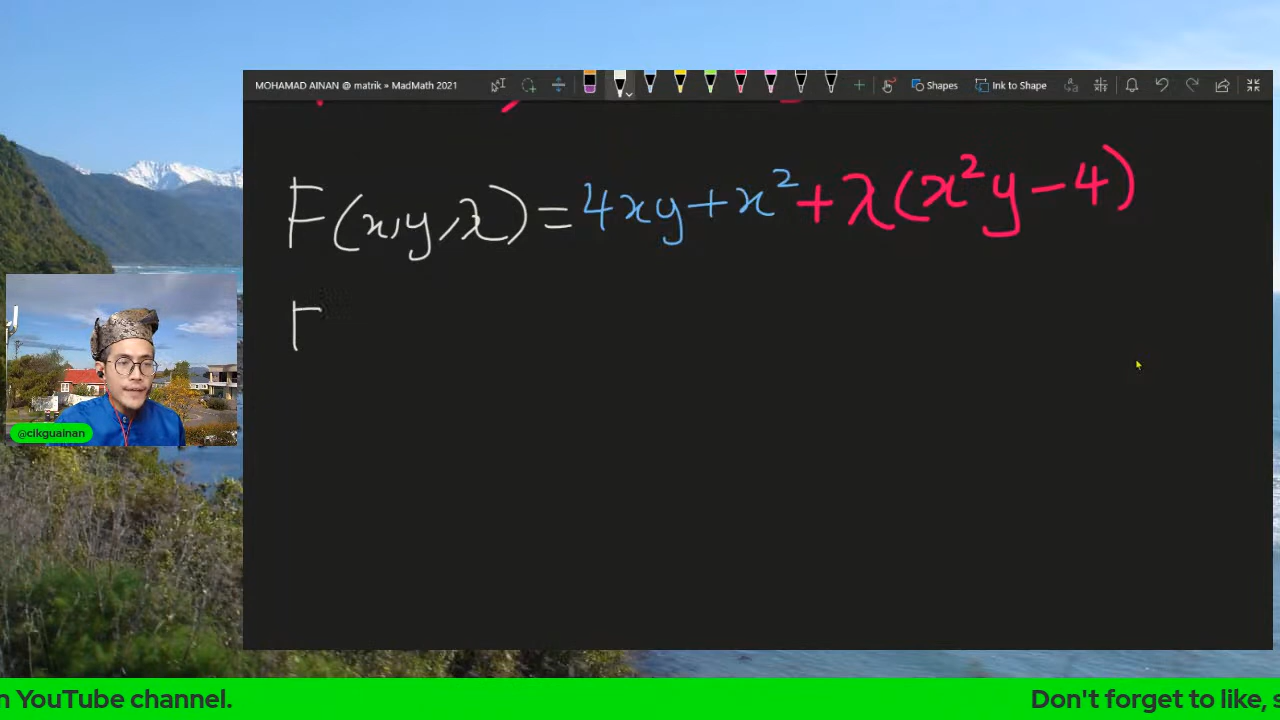 MOHAMAD AINAN @ matrik » MadMath 2021
Shapes
Ink to Shape
F(x,y,λ)=4xy+x²+λ(x²y-4)
F
@cikguainan
n YouTube channel.
Don't forget to like, s